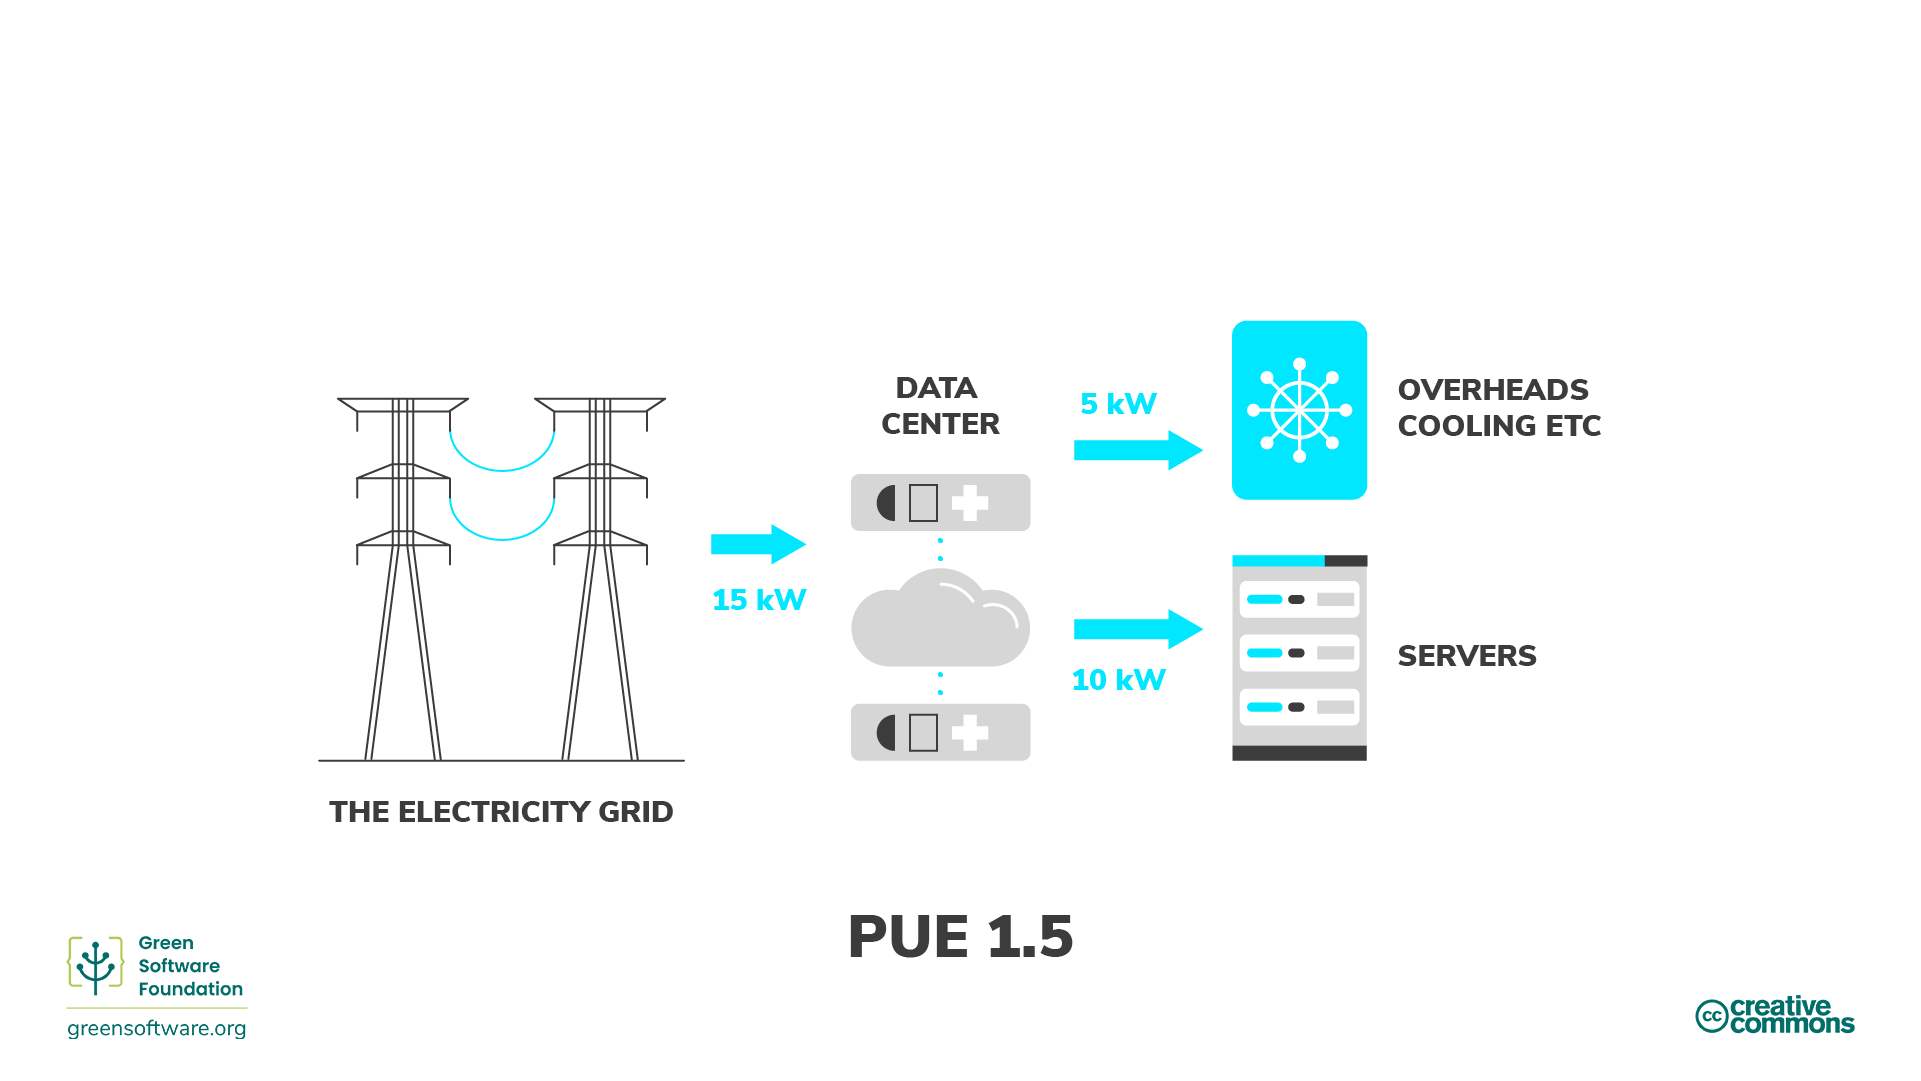 DATA
CENTER
5 kW
OVERHEADS
COOLING ETC
15 kW
10 kW
SERVERS
THE ELECTRICITY GRID
PUE 1.5
Green
Software
Foundation
greensoftware.org
cc creative
commons